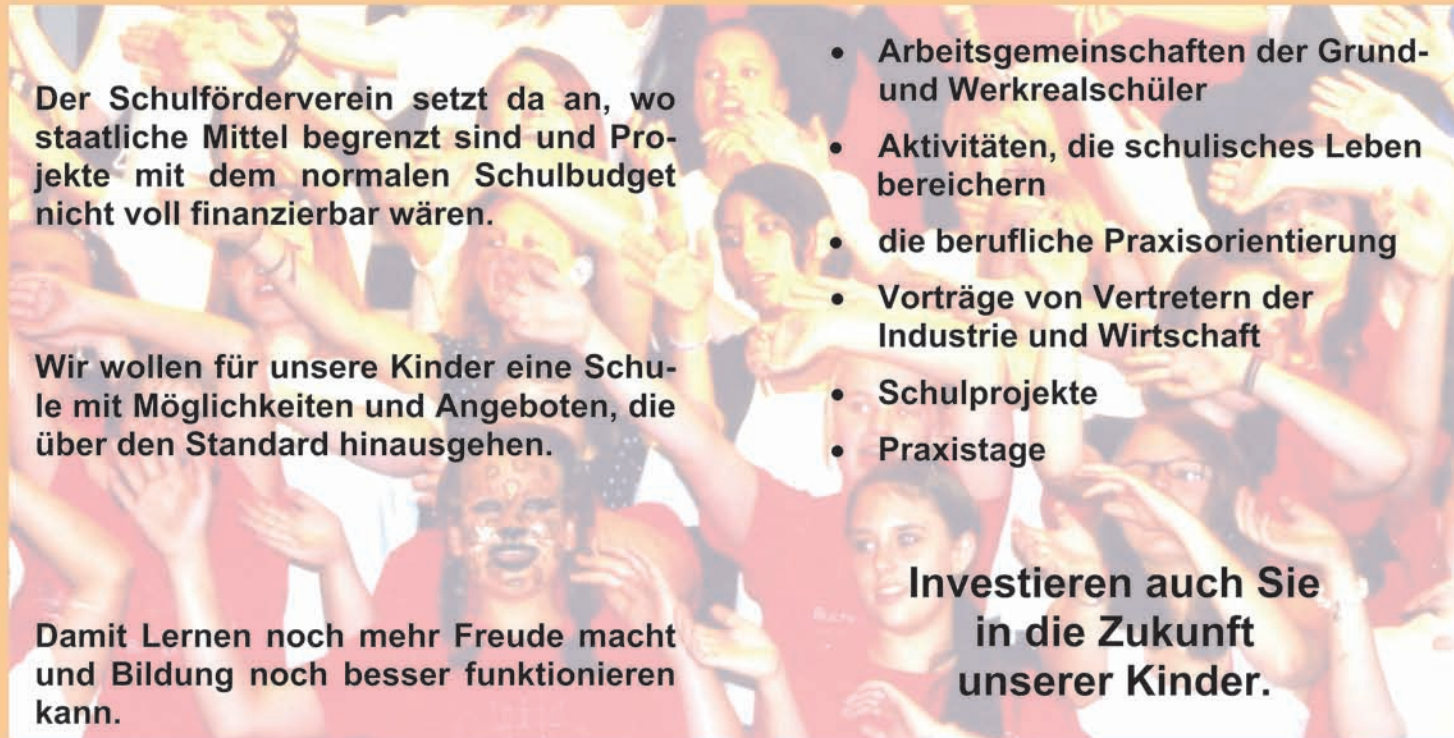 Der Schulförderverein setzt da an, wo
staatliche Mittel begrenzt sind und Pro-
jekte mit dem normalen Schulbudget
nicht voll finanzierbar wären.
Wir wollen für unsere Kinder eine Schu-
le mit Möglichkeiten und Angeboten, die
über den Standard hinausgehen.
Damit Lernen noch mehr Freude macht
und Bildung noch besser funktionieren
kann.
• Arbeitsgemeinschaften der Grund-
und Werkrealschüler
• Aktivitäten, die schulisches Leben
bereichern
• die berufliche Praxisorientierung
• Vorträge von Vertretern der
Industrie und Wirtschaft
• Schulprojekte
• Praxistage
Investieren auch Sie
in die Zukunft
unserer Kinder.